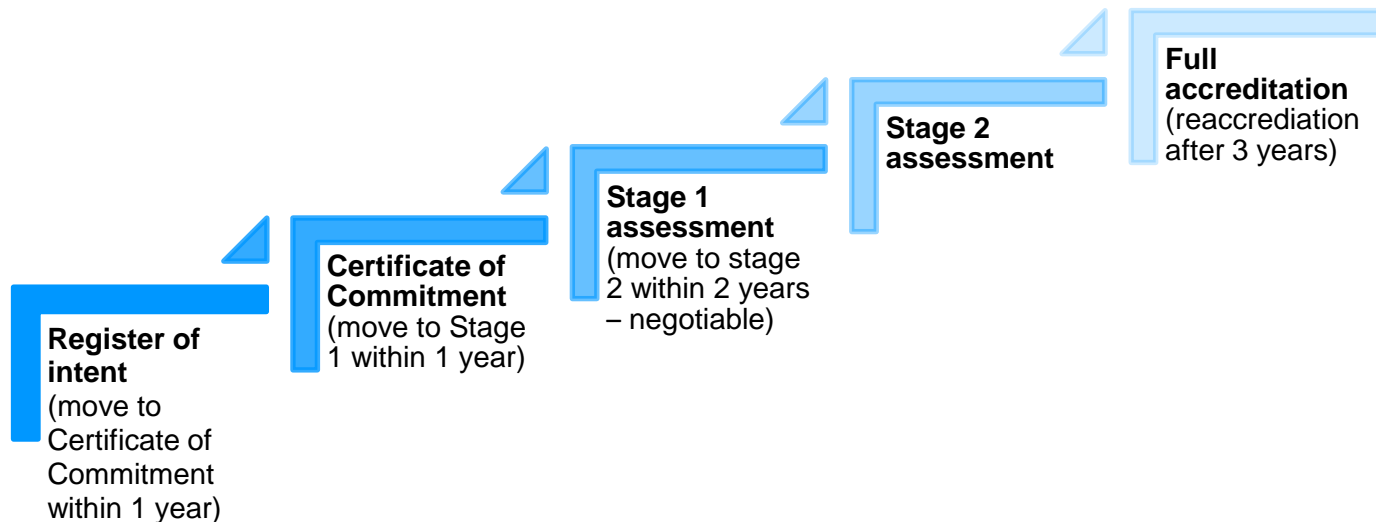 Register of
intent
(move to
Certificate of
Commitment
within 1 year)
Certificate of
Commitment
(move to Stage
1 within 1 year)
Stage 1
assessment
(move to stage
2 within 2 years
– negotiable)
Stage 2
assessment
Full
accreditation
(reaccrediation
after 3 years)